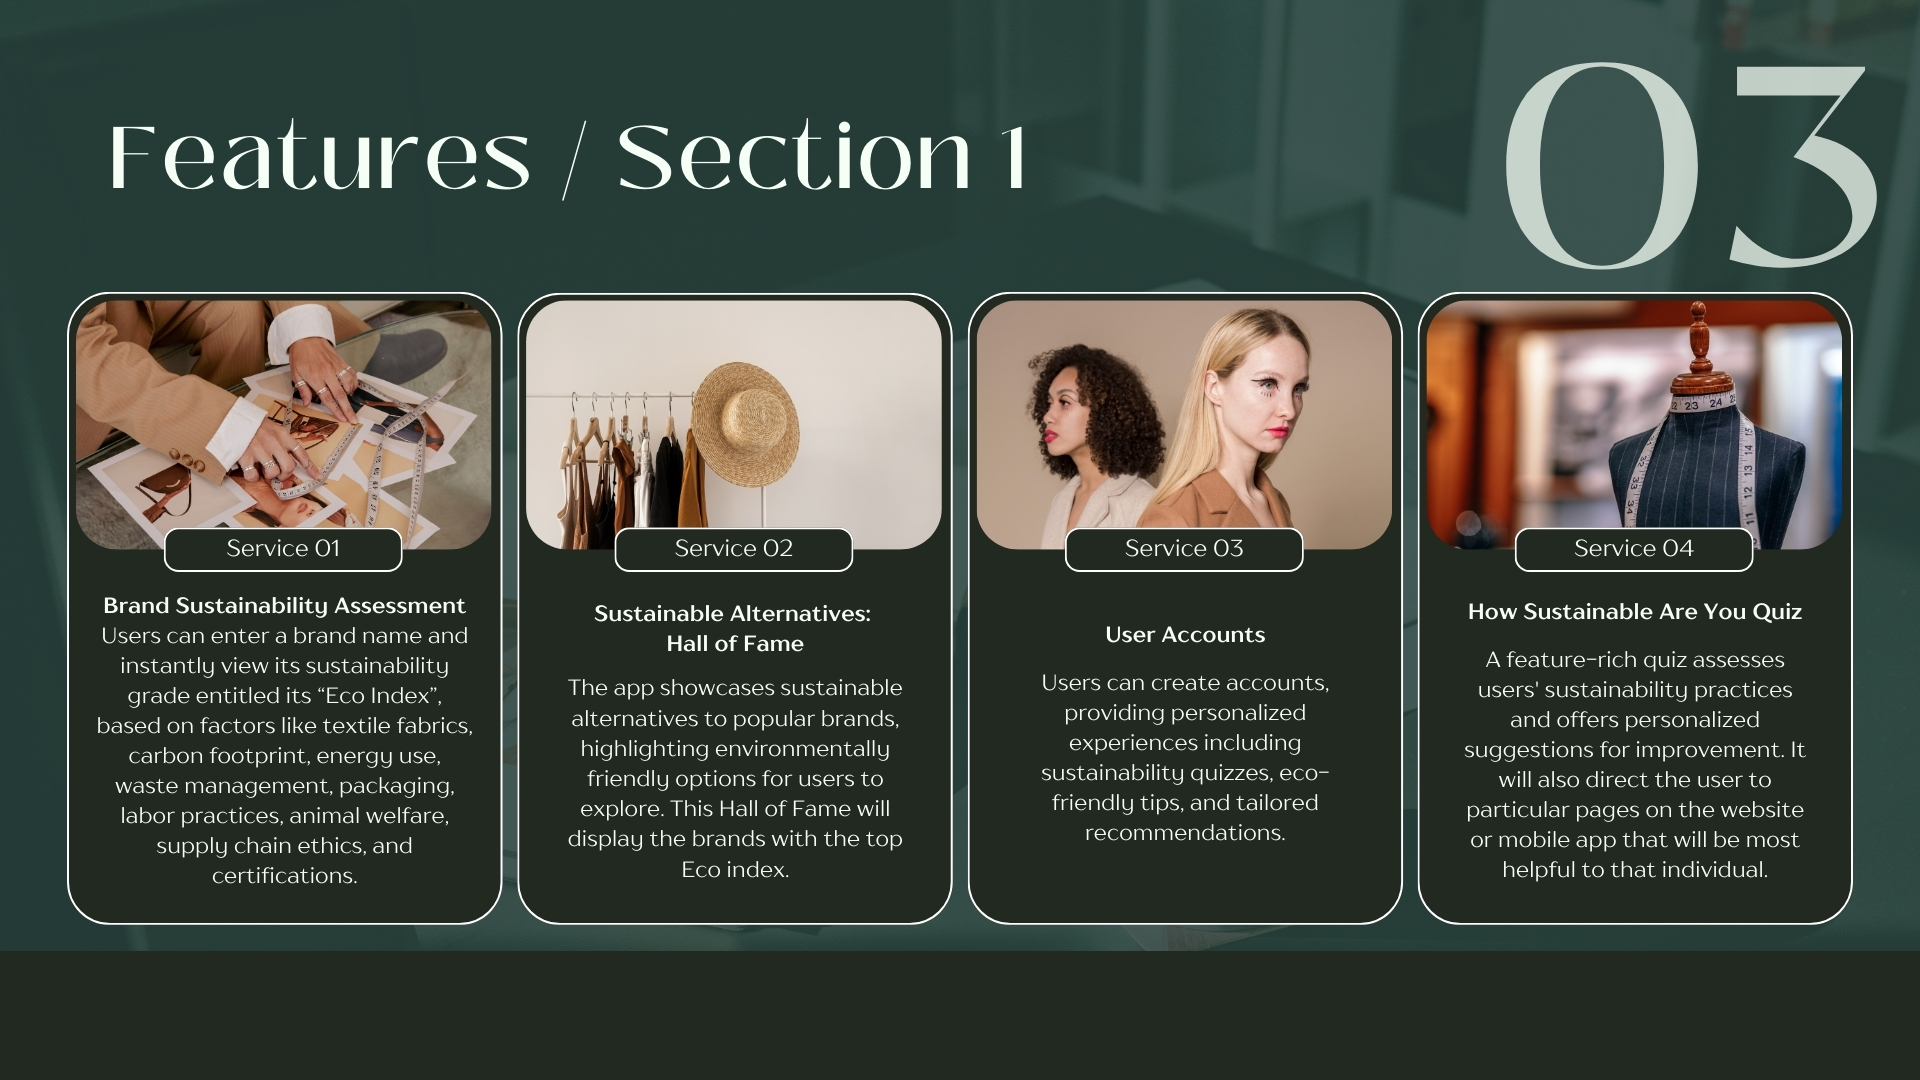 Features / Section 1
03
Service 01
Brand Sustainability Assessment
Users can enter a brand name and
instantly view its sustainability
grade entitled its “Eco Index”,
based on factors like textile fabrics,
carbon footprint, energy use,
waste management, packaging,
labor practices, animal welfare,
supply chain ethics, and
certifications.
Service 02
Sustainable Alternatives:
Hall of Fame
The app showcases sustainable
alternatives to popular brands,
highlighting environmentally
friendly options for users to
explore. This Hall of Fame will
display the brands with the top
Eco index.
Service 03
User Accounts
Users can create accounts,
providing personalized
experiences including
sustainability quizzes, eco-
friendly tips, and tailored
recommendations.
Service 04
How Sustainable Are You Quiz
A feature-rich quiz assesses
users' sustainability practices
and offers personalized
suggestions for improvement. It
will also direct the user to
particular pages on the website
or mobile app that will be most
helpful to that individual.